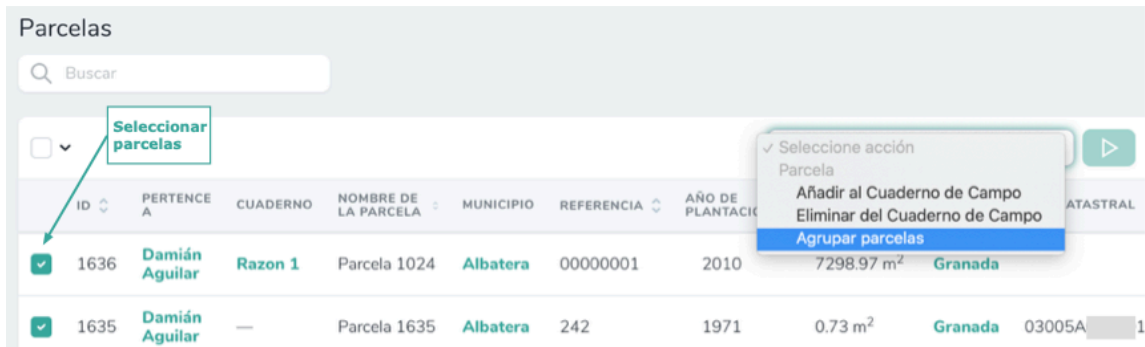 Parcelas
Buscar
Seleccionar
parcelas
✓ Seleccione acción
Parcela
Añadir al Cuaderno de Campo
Eliminar del Cuaderno de Campo
Agrupar parcelas
ID PERTENCE A CUADERNO NOMBRE DE LA PARCELA MUNICIPIO REFERENCIA AÑO DE PLANTACIO ATASTRAL
1636 Damián Aguilar Razon 1 Parcela 1024 Albatera 00000001 2010 7298.97 m² Granada
1635 Damián Aguilar — Parcela 1635 Albatera 242 1971 0.73 m² Granada 03005A 1